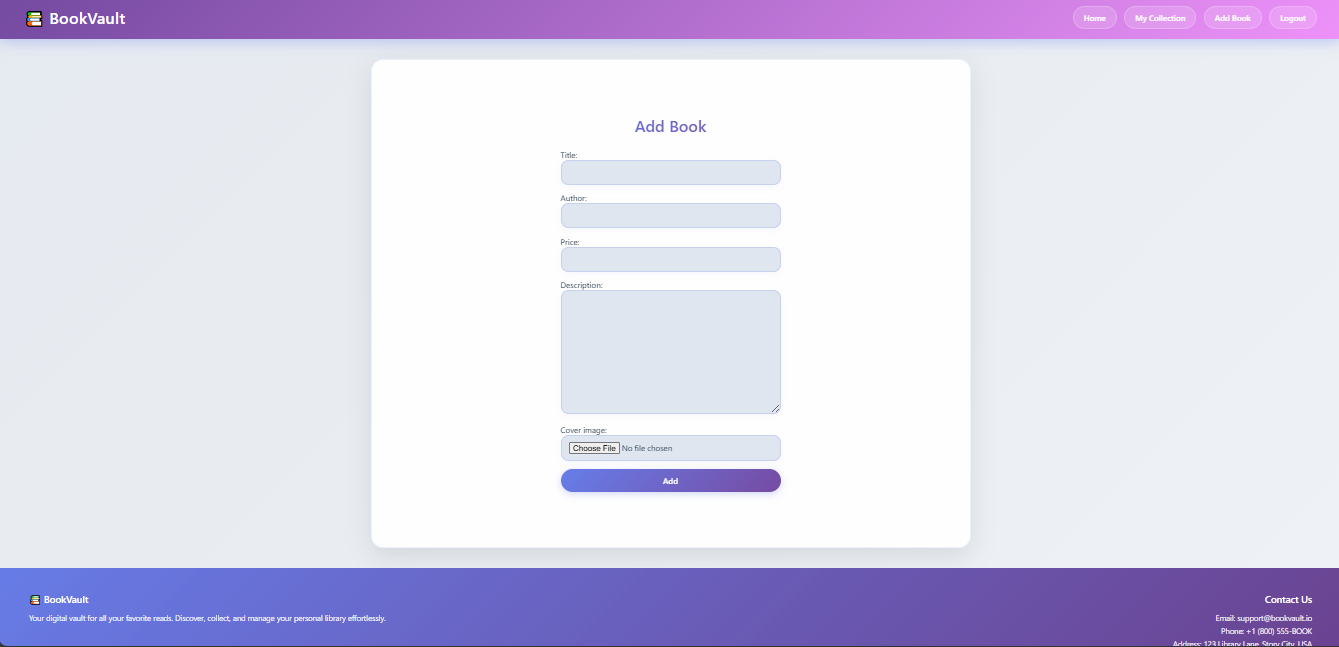 BookVault
Home
My Collection
Add Book
Logout
Add Book
Title:
Author:
Price:
Description:
Cover image:
Choose File No file chosen
Add
BookVault
Your digital vault for all your favorite reads. Discover, collect, and manage your personal library effortlessly.
Contact Us
Email: support@bookvault.io
Phone: +1 (800) 555-BOOK
Address: 123 Library Lane, Story City, USA